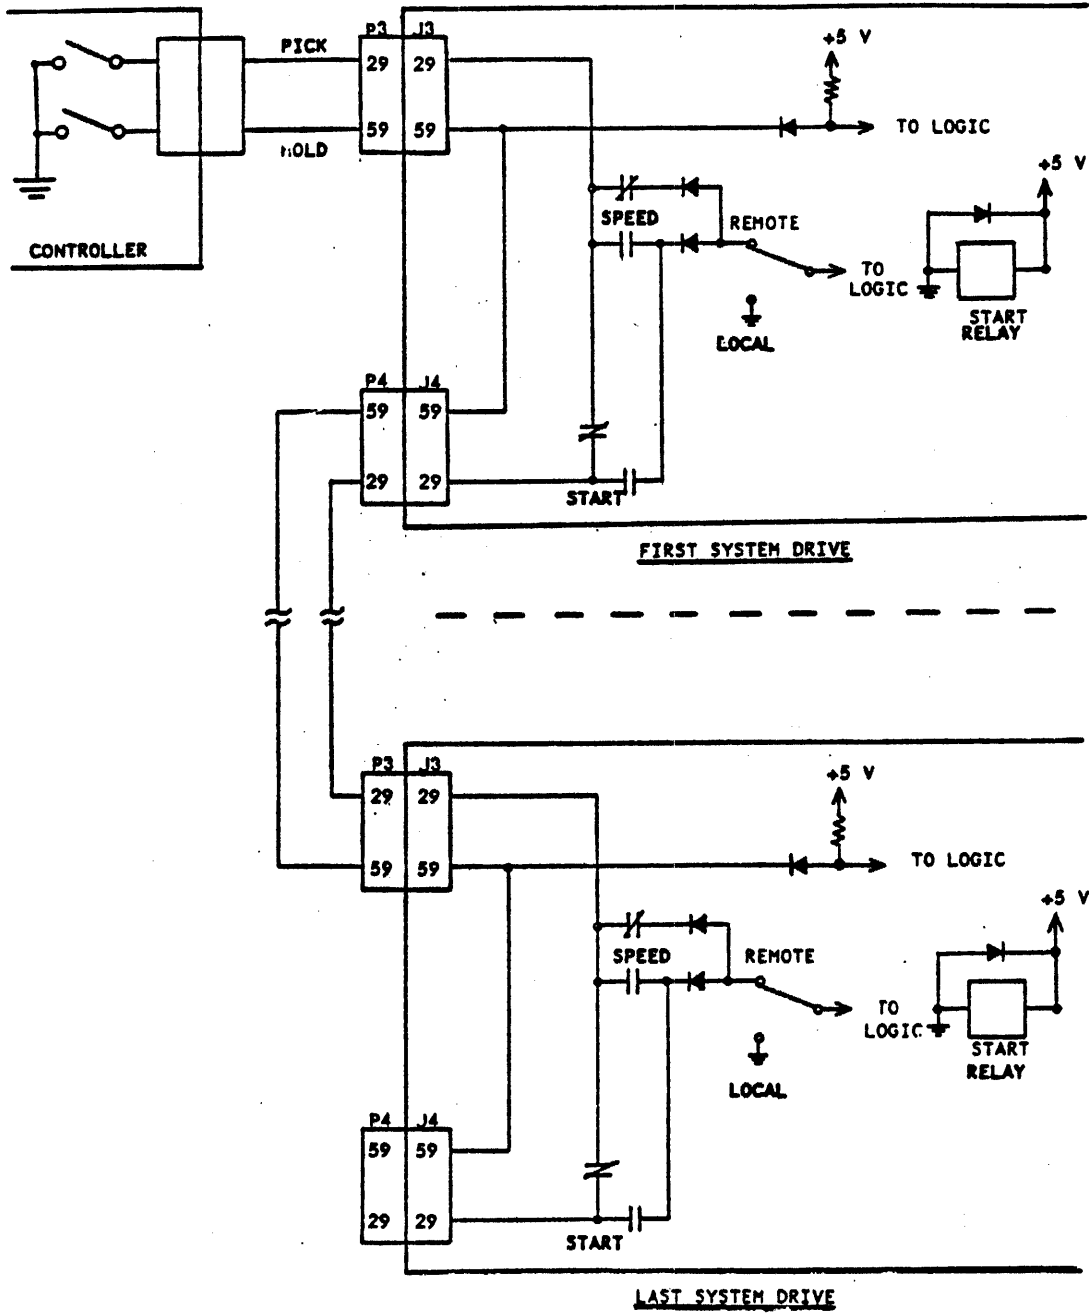 P3 J3
+5 V
PICK
29 29
59 59
TO LOGIC
HOLD
+5 V
SPEED
REMOTE
CONTROLLER
TO
LOGIC
START
RELAY
LOCAL
P4 J4
59 59
29 29
START
FIRST SYSTEM DRIVE
P3 J3
+5 V
29 29
59 59
TO LOGIC
+5 V
SPEED
REMOTE
TO
LOGIC
START
RELAY
LOCAL
P4 J4
59 59
29 29
START
LAST SYSTEM DRIVE